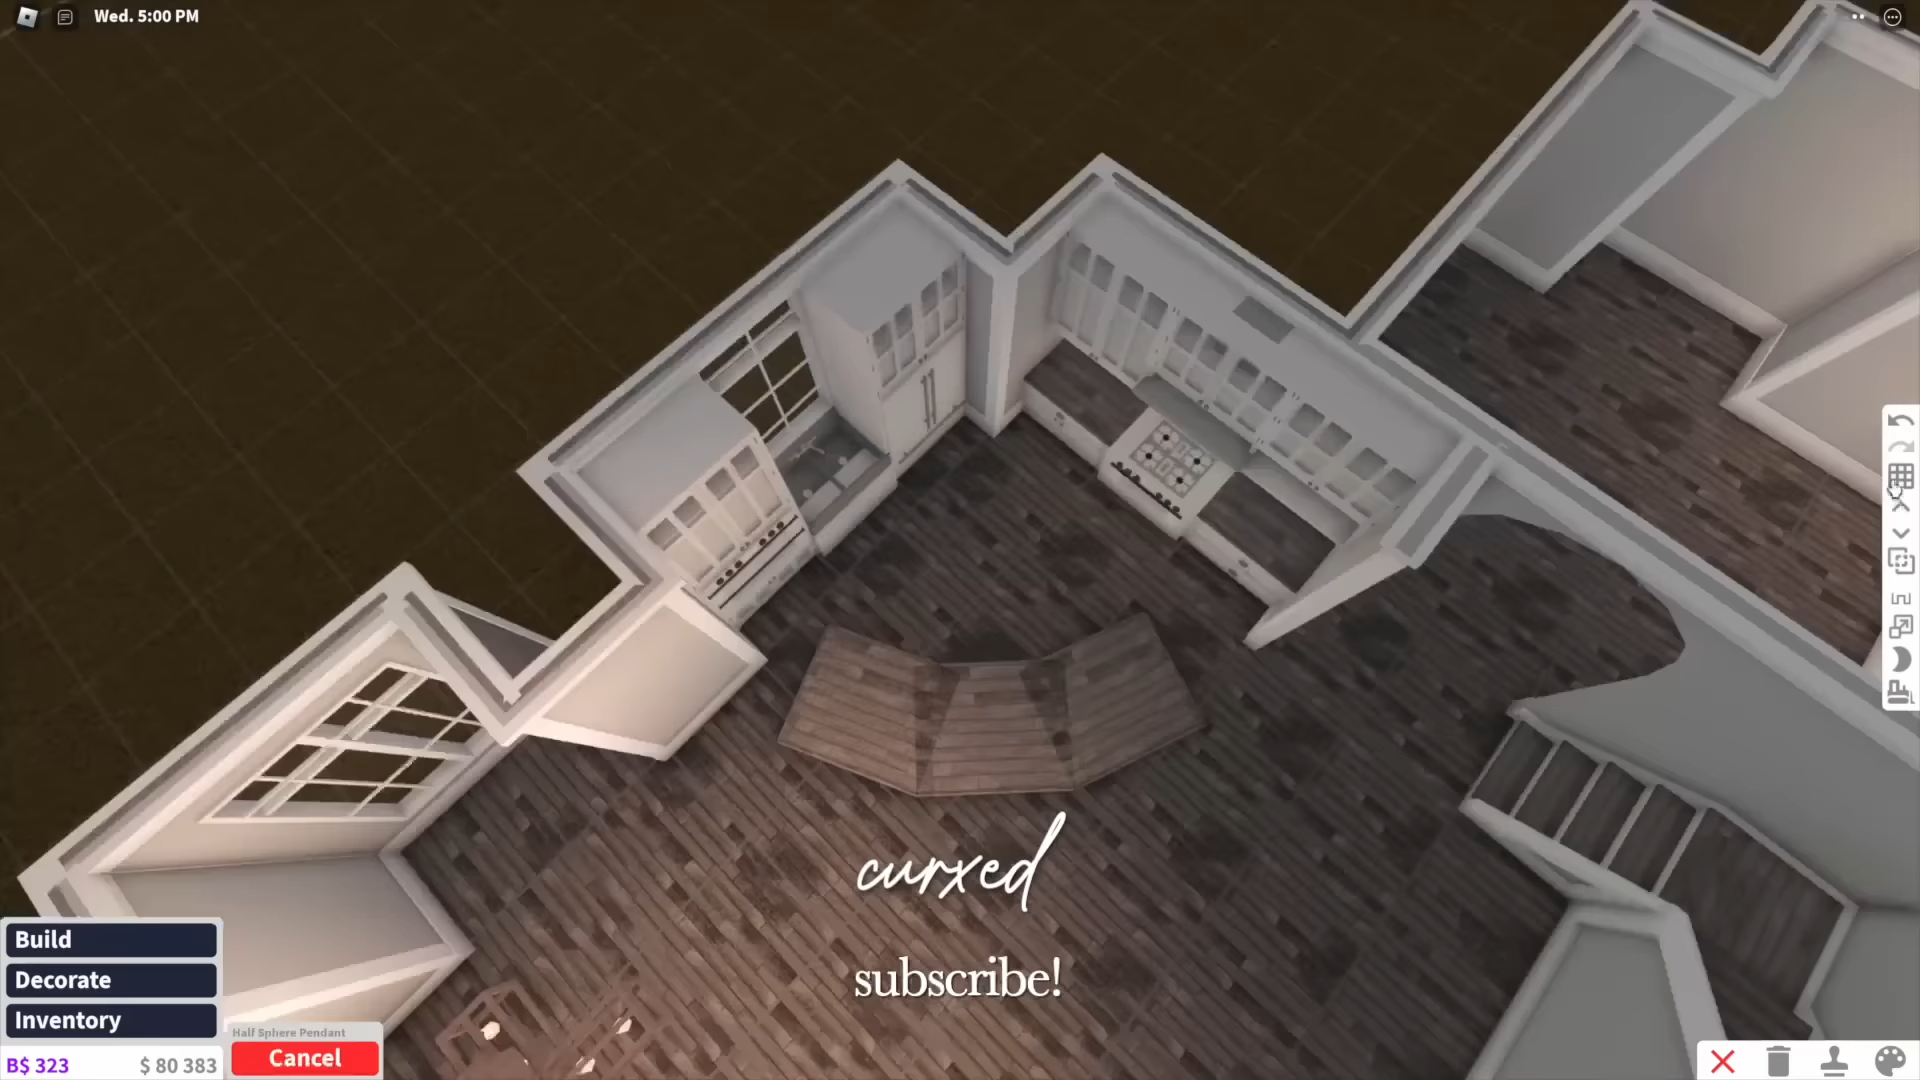 Wed. 5:00 PM
curxed
subscribe!
Build
Decorate
Inventory
Half Sphere Pendant
Cancel
B$ 323
$ 80 383